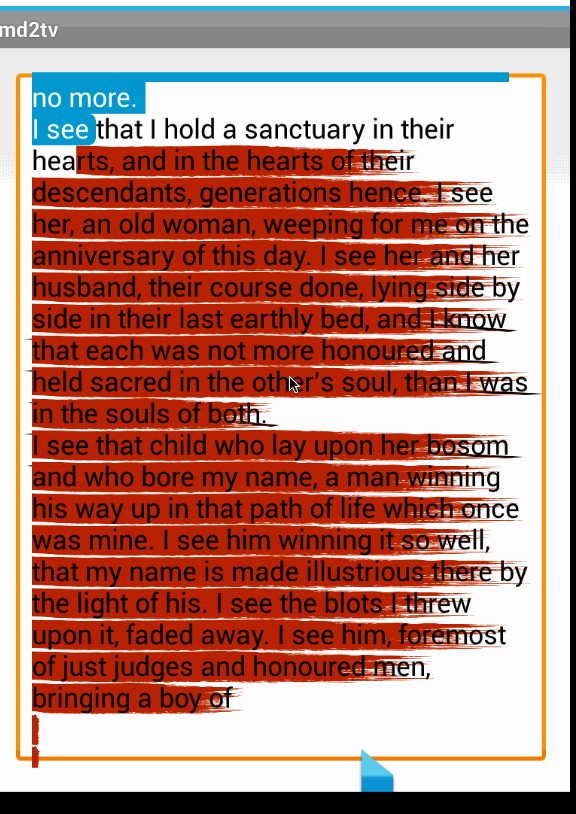 md2tv
no more.
I see that I hold a sanctuary in their
hearts, and in the hearts of their
descendants, generations hence. I see
her, an old woman, weeping for me on the
anniversary of this day. I see her and her
husband, their course done, lying side by
side in their last earthly bed, and I know
that each was not more honoured and
held sacred in the other's soul, than I was
in the souls of both.
I see that child who lay upon her bosom
and who bore my name, a man winning
his way up in that path of life which once
was mine. I see him winning it so well,
that my name is made illustrious there by
the light of his. I see the blots I threw
upon it, faded away. I see him, foremost
of just judges and honoured men,
bringing a boy of